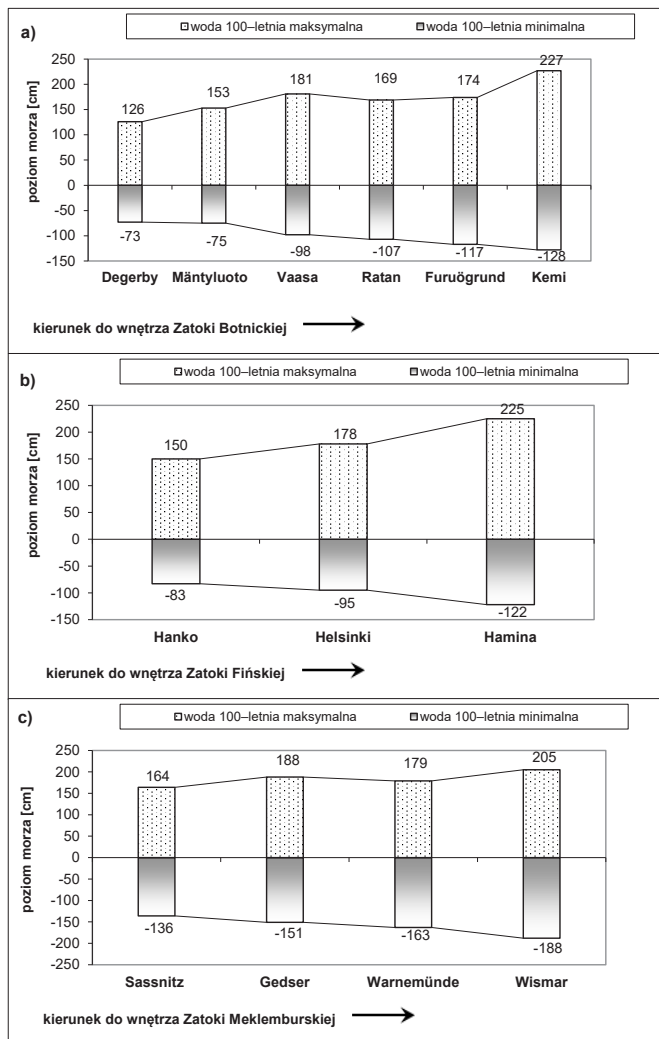 a)
woda 100–letnia maksymalna woda 100–letnia minimalna
poziom morza [cm]
250
200
150
100
50
0
-50
-100
-150
126 153 181 169 174 227
-73 -75 -98 -107 -117 -128
Degerby Mäntyluoto Vaasa Ratan Furuögrund Kemi
kierunek do wnętrza Zatoki Botnickiej
b)
woda 100–letnia maksymalna woda 100–letnia minimalna
poziom morza [cm]
250
200
150
100
50
0
-50
-100
-150
150 178 225
-83 -95 -122
Hanko Helsinki Hamina
kierunek do wnętrza Zatoki Fińskiej
c)
woda 100–letnia maksymalna woda 100–letnia minimalna
poziom morza [cm]
250
200
150
100
50
0
-50
-100
-150
-200
-250
164 188 179 205
-136 -151 -163 -188
Sassnitz Gedser Warnemünde Wismar
kierunek do wnętrza Zatoki Meklemburskiej